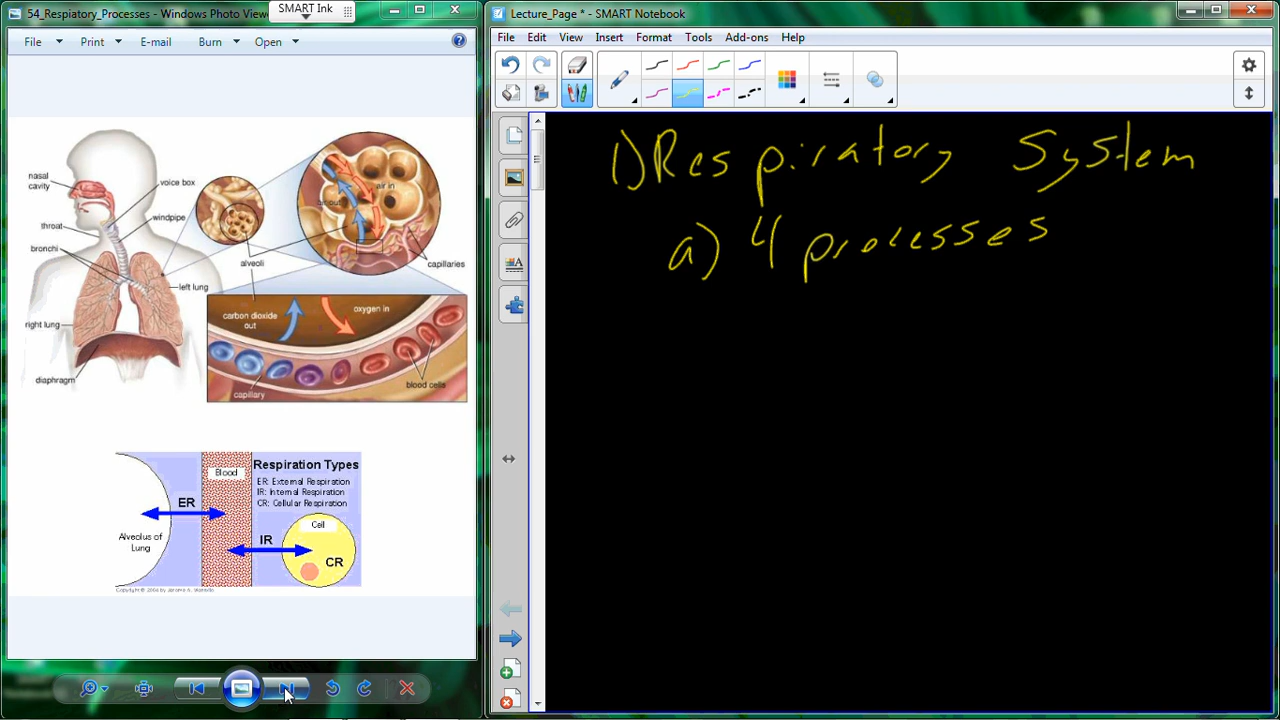 54_Respiatory_Processes - Windows Photo Viewe
SMART Ink
File
Print
E-mail
Burn
Open
nasal
cavity
throat
bronchi
right lung
diaphragm
voice box
windpipe
left lung
alveoli
air in
air out
capillaries
carbon dioxide
out
oxygen in
capillary
blood cells
Blood
Respiration Types
ER: External Respiration
IR: Internal Respiration
CR: Cellular Respiration
ER
Alveolus of
Lung
IR
Cell
CR
Lecture_Page * - SMART Notebook
File Edit View Insert Format Tools Add-ons Help
1) Respiratory System
a) 4 processes